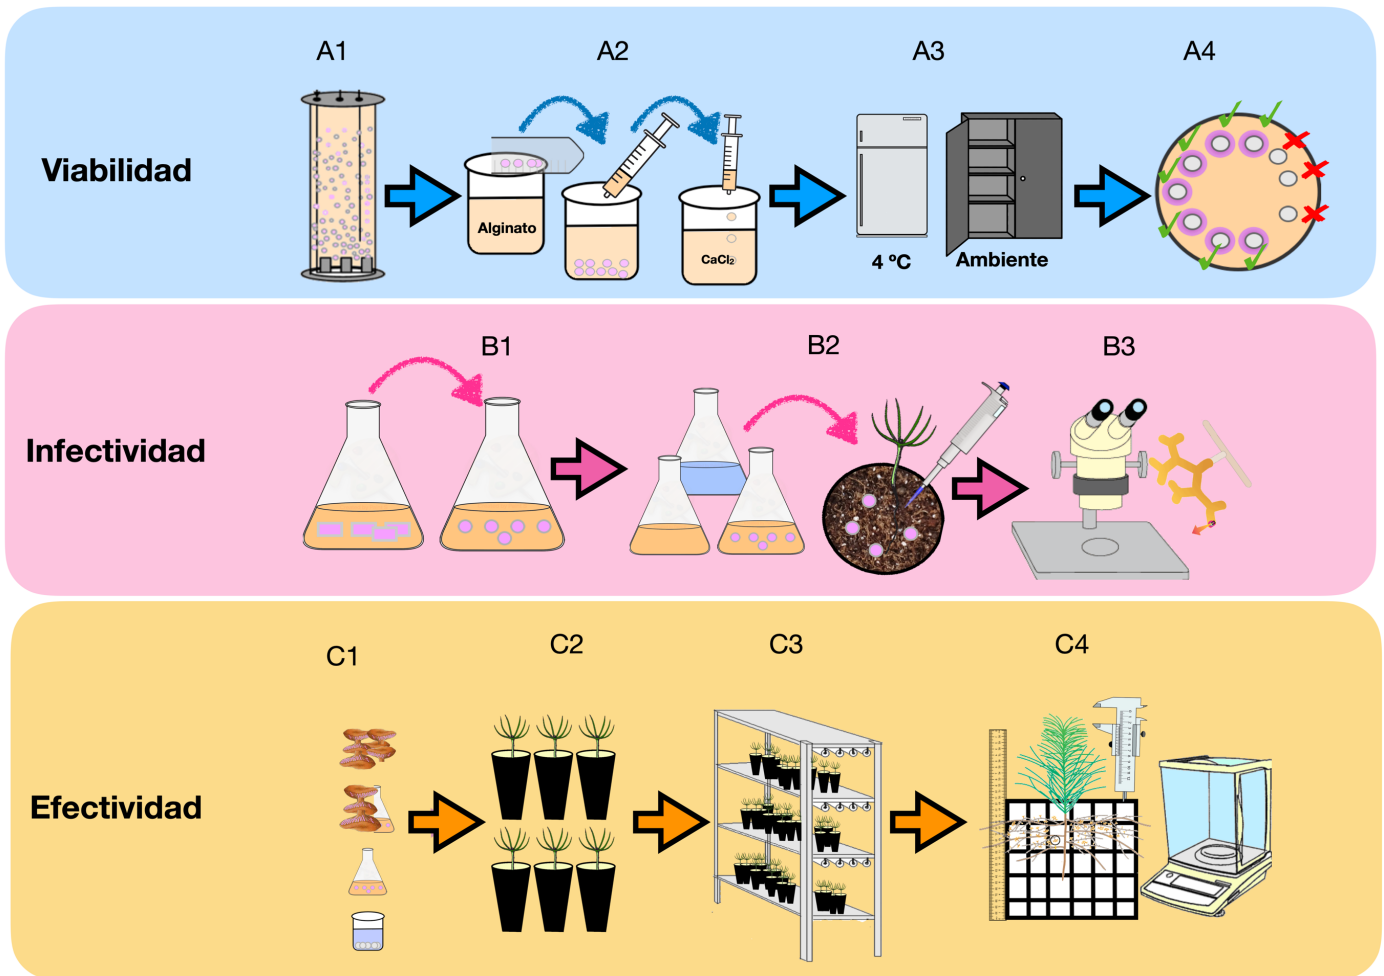 A1
A2
A3
A4
Viabilidad
Alginato
CaCl₂
4 ºC
Ambiente
B1
B2
B3
Infectividad
C1
C2
C3
C4
Efectividad